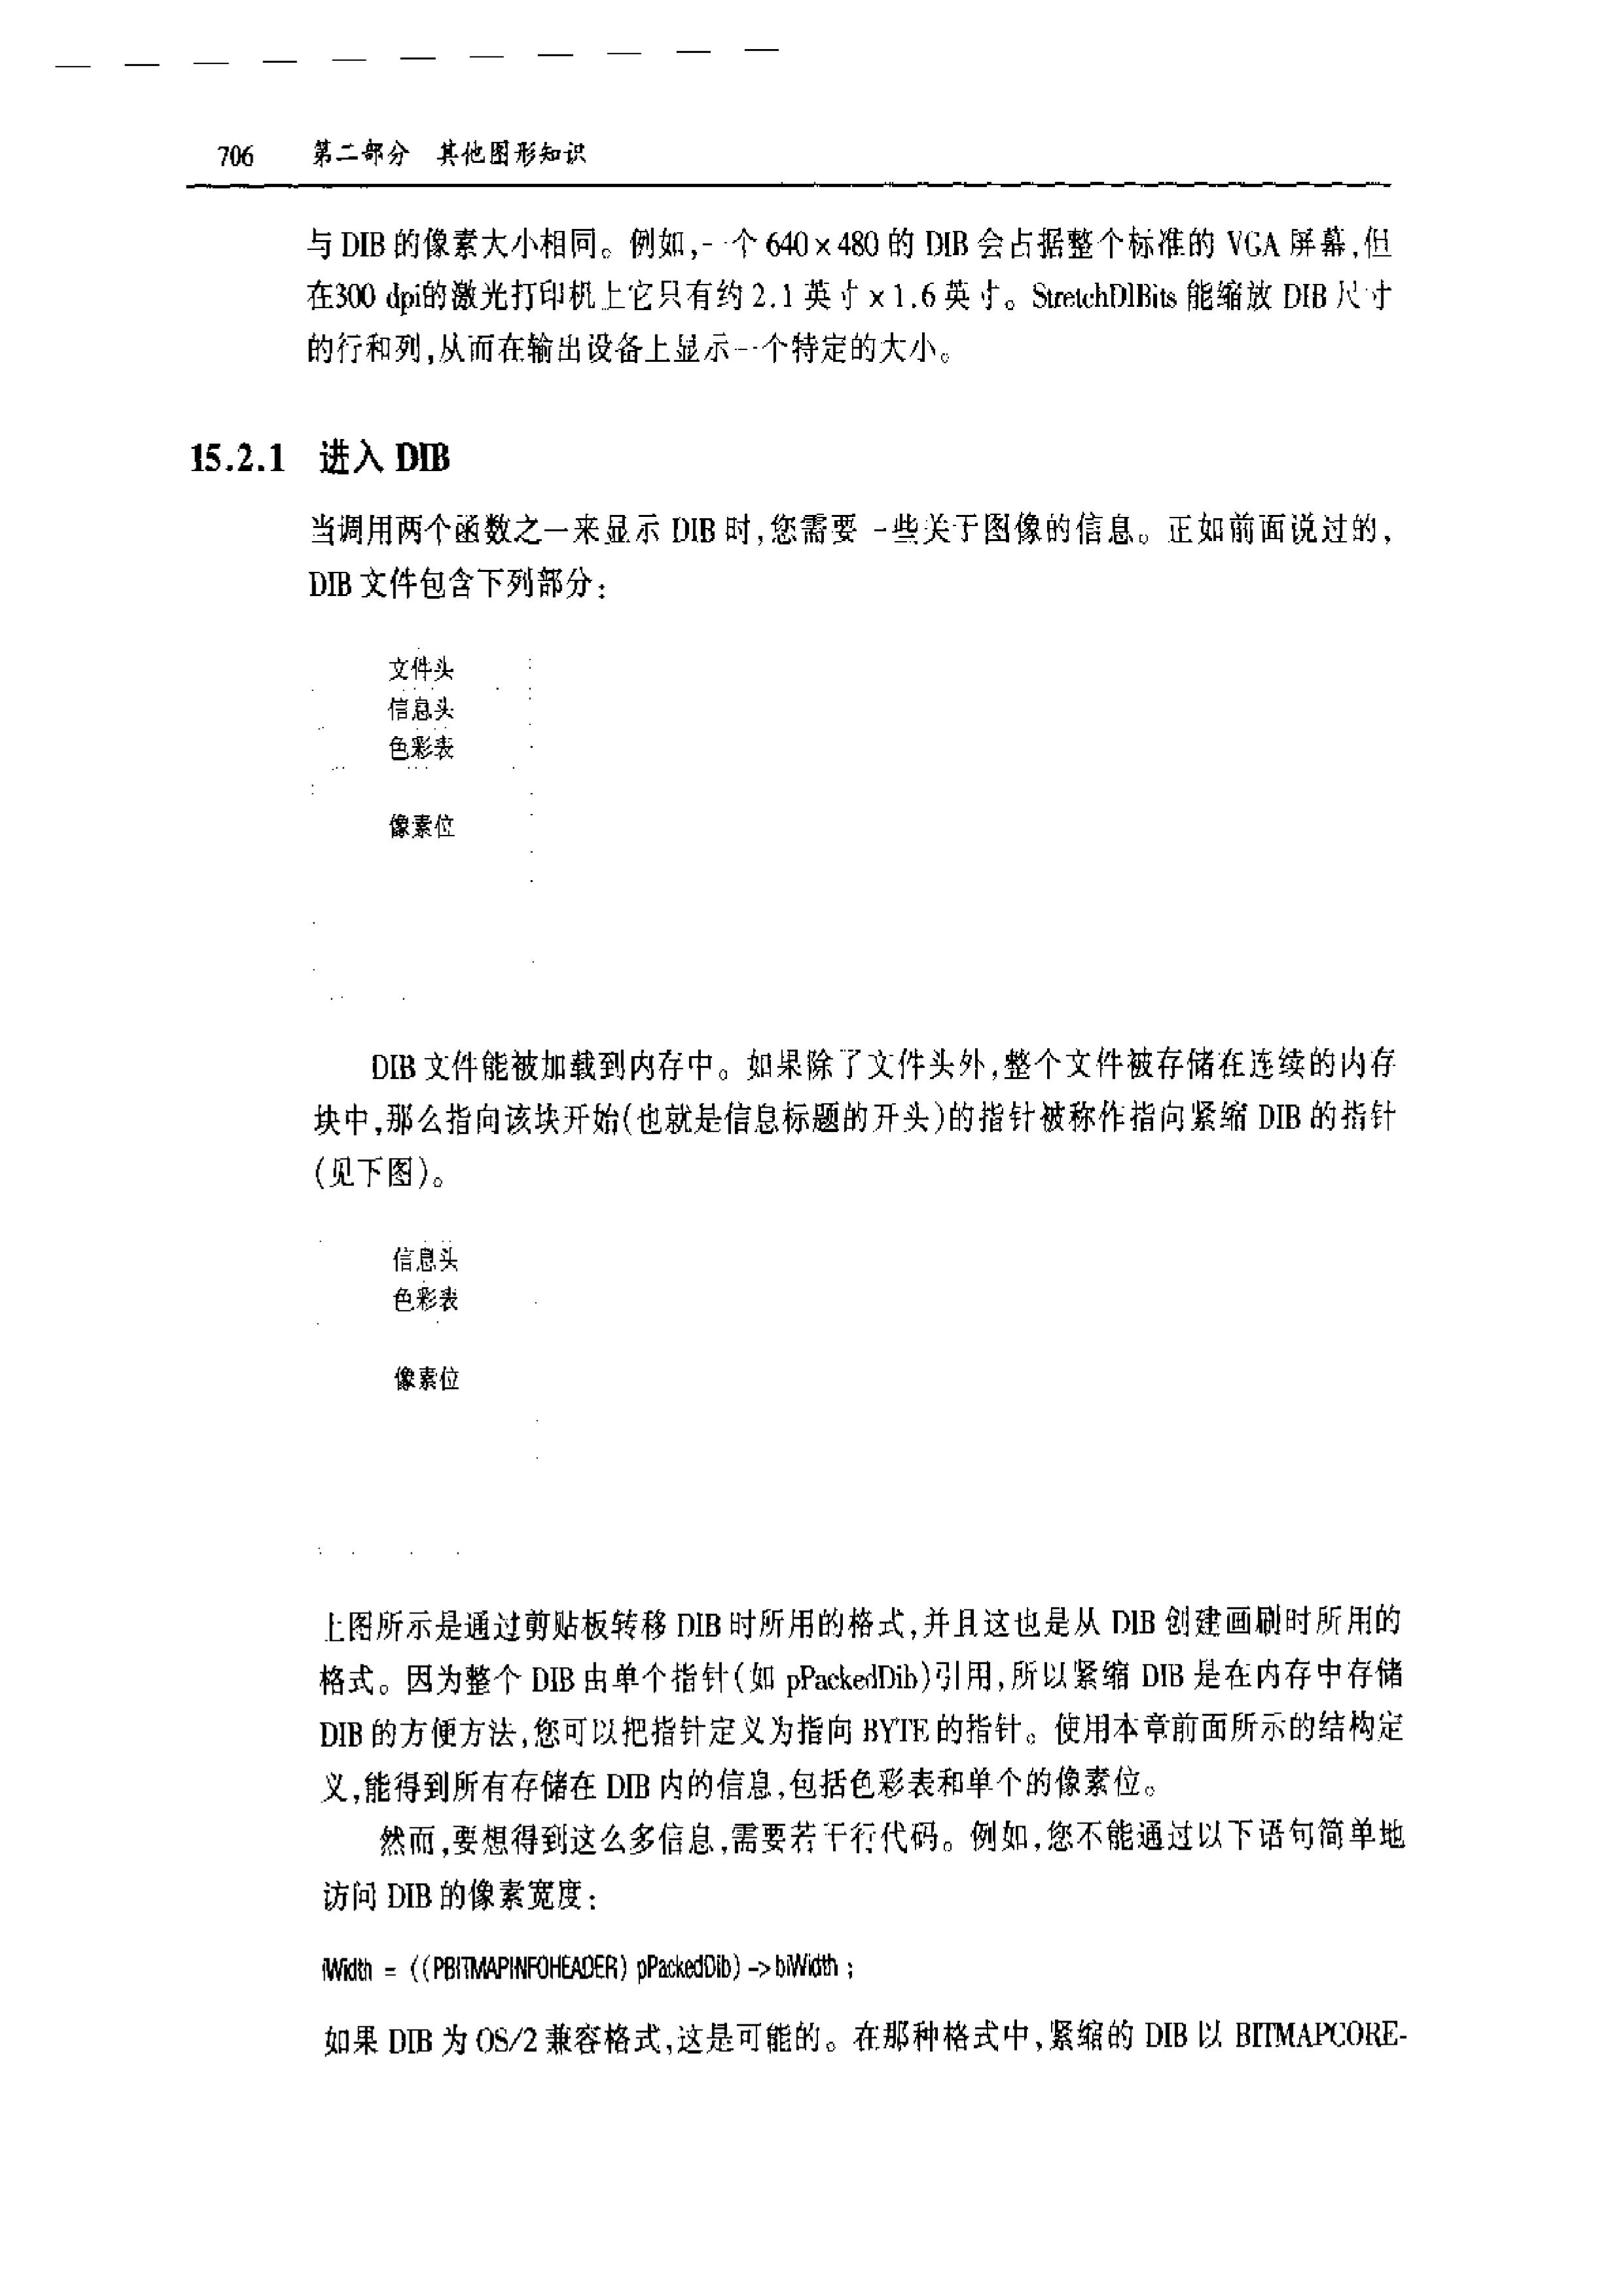 706 第二部分 其他图形知识
与 DIB 的像素大小相同。例如,一个 640×480 的 DIB 会占据整个标准的 VGA 屏幕,但
在300 dpi的激光打印机上它只有约 2.1 英寸×1.6 英寸。StretchDIBits 能缩放 DIB 尺寸
的行和列,从而在输出设备上显示一个特定的大小。
15.2.1 进入 DIB
当调用两个函数之一来显示 DIB 时,您需要一些关于图像的信息。正如前面说过的,
DIB 文件包含下列部分:
文件头
信息头
色彩表
像素位
DIB 文件能被加载到内存中。如果除了文件头外,整个文件被存储在连续的内存
块中,那么指向该块开始(也就是信息标题的开头)的指针被称作指向紧缩 DIB 的指针
(见下图)。
信息头
色彩表
像素位
上图所示是通过剪贴板转移 DIB 时所用的格式,并且这也是从 DIB 创建画刷时所用的
格式。因为整个 DIB 由单个指针(如 pPackedDib)引用,所以紧缩 DIB 是在内存中存储
DIB 的方便方法,您可以把指针定义为指向 BYTE 的指针。使用本章前面所示的结构定
义,能得到所有存储在 DIB 内的信息,包括色彩表和单个的像素位。
然而,要想得到这么多信息,需要若干行代码。例如,您不能通过以下语句简单地
访问 DIB 的像素宽度:
iWidth = ((PBITMAPINFOHEADER) pPackedDib) -> biWidth ;
如果 DIB 为 OS/2 兼容格式,这是可能的。在那种格式中,紧缩的 DIB 以 BITMAPCORE-